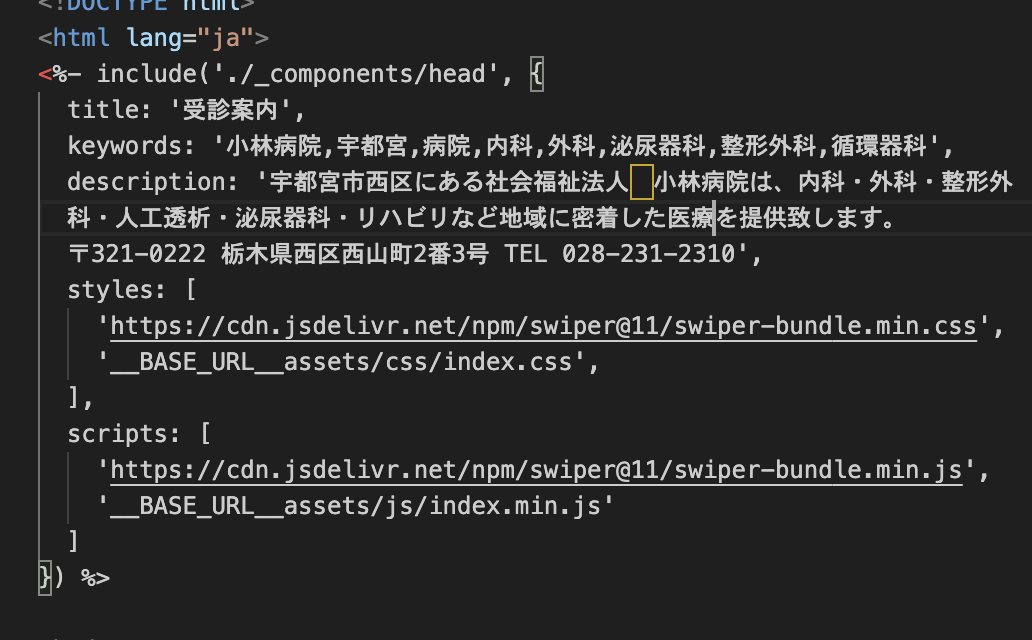 <!DOCTYPE html>
<html lang="ja">
<%- include('./_components/head', {
title: '受診案内',
keywords: '小林病院,宇都宮,病院,内科,外科,泌尿器科,整形外科,循環器科',
description: '宇都宮市西区にある社会福祉法人　小林病院は、内科・外科・整形外
科・人工透析・泌尿器科・リハビリなど地域に密着した医療を提供致します。
〒321-0222 栃木県西区西山町2番3号 TEL 028-231-2310',
styles: [
'https://cdn.jsdelivr.net/npm/swiper@11/swiper-bundle.min.css',
'__BASE_URL__assets/css/index.css',
],
scripts: [
'https://cdn.jsdelivr.net/npm/swiper@11/swiper-bundle.min.js',
'__BASE_URL__assets/js/index.min.js'
]
}) %>